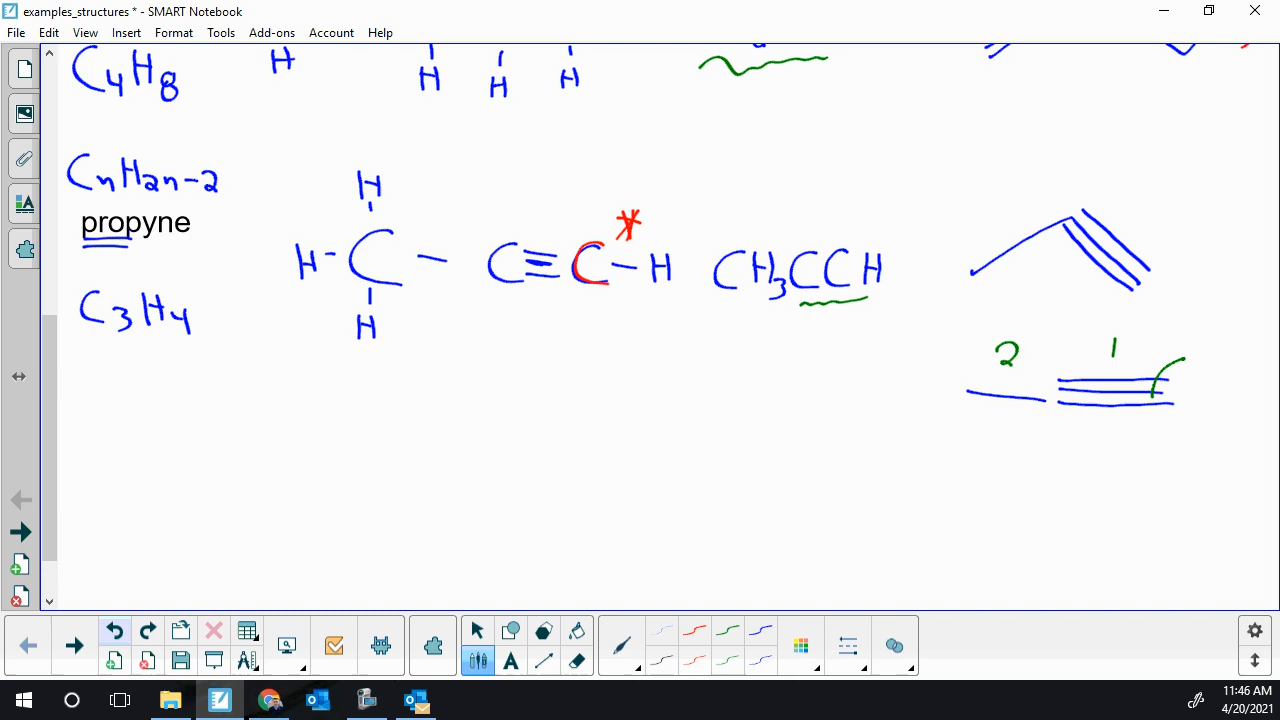 examples_structures * - SMART Notebook
File Edit View Insert Format Tools Add-ons Account Help
C4H8
H
H
H
H
CnH2n-2
propyne
C3H4
H
H - C - C≡C - H
H
*
CH3CCH
2 1
11:46 AM
4/20/2021